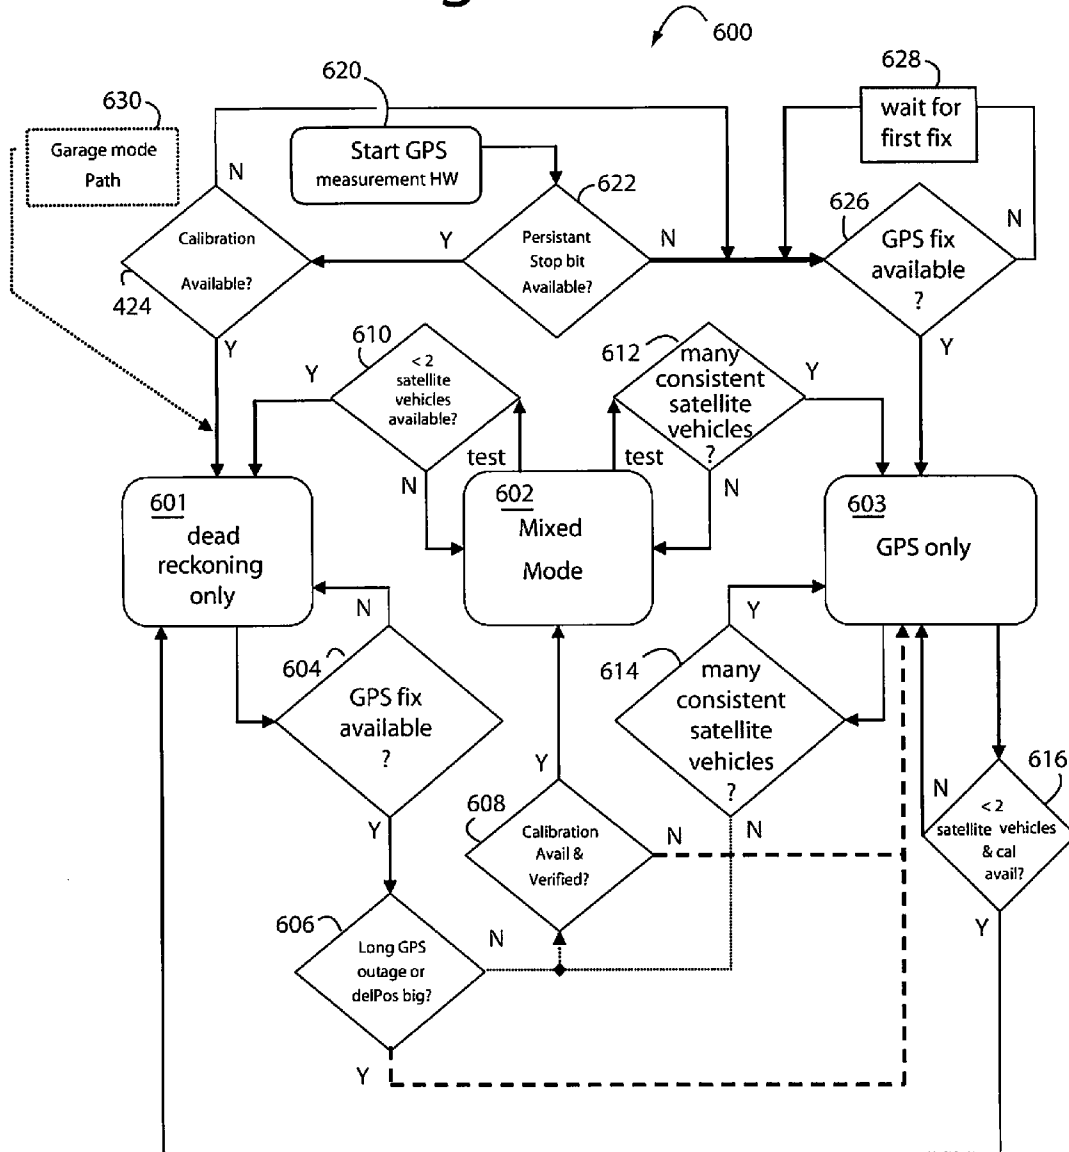 600
620
628
630
wait for
first fix
Garage mode
Path
Start GPS
measurement HW
N
622
626
N
Calibration
Available?
Y
Persistant
Stop bit
Available?
N
GPS fix
available
?
424
Y
610
612
Y
Y
< 2
satellite
vehicles
available?
many
consistent
satellite
vehicles
?
Y
test
test
N
N
601
dead
reckoning
only
602
Mixed
Mode
603
GPS only
N
Y
604
GPS fix
available
?
614
many
consistent
satellite
vehicles
?
616
Y
N
< 2
satellite vehicles
& cal
avail?
608
Y
Calibration
Avail &
Verified?
N
N
606
N
Y
Long GPS
outage or
delPos big?
Y